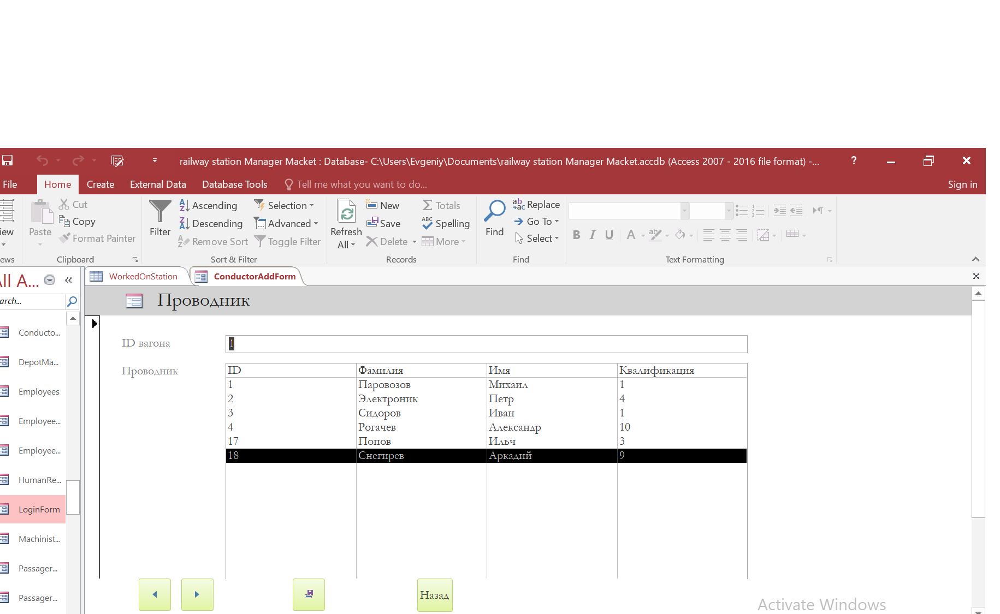 railway station Manager Macket : Database- C:\Users\Evgeniy\Documents\railway station Manager Macket.accdb (Access 2007 - 2016 file format) -...
?
File Home Create External Data Database Tools Tell me what you want to do... Sign in
iew
ews
Paste
Cut
Copy
Format Painter
Clipboard
Filter
Ascending
Descending
Remove Sort
Selection
Advanced
Toggle Filter
Sort & Filter
Refresh
All
New
Save
Delete
Totals
Spelling
More
Records
Find
Replace
Go To
Select
Find
B I U A
Text Formatting
All A...
arch...
Conducto...
DepotMa...
Employees
Employee...
Employee...
HumanRe...
LoginForm
Machinist...
Passager...
Passager...
WorkedOnStation ConductorAddForm
Проводник
ID вагона 1
Проводник
ID Фамилия Имя Квалификация
1 Паровозов Михаил 1
2 Электроник Петр 4
3 Сидоров Иван 1
4 Рогачев Александр 10
17 Попов Ильч 3
18 Снегирев Аркадий 9
Назад
Activate Windows